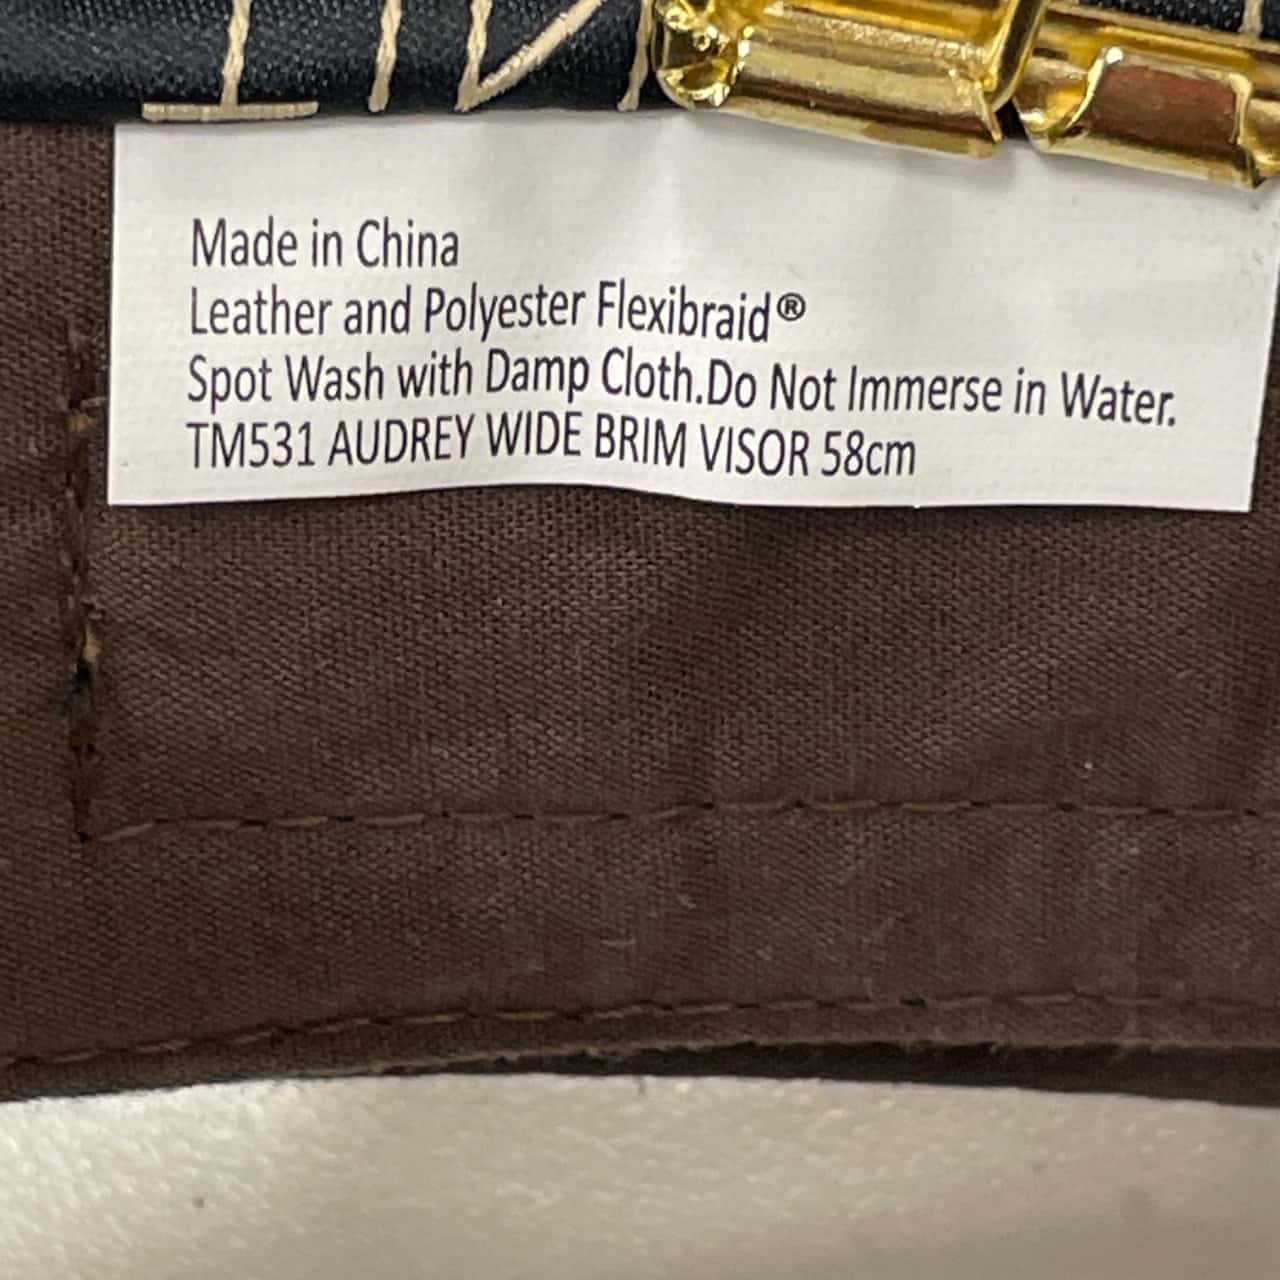 Made in China
Leather and Polyester Flexibraid®
Spot Wash with Damp Cloth.Do Not Immerse in Water.
TM531 AUDREY WIDE BRIM VISOR 58cm